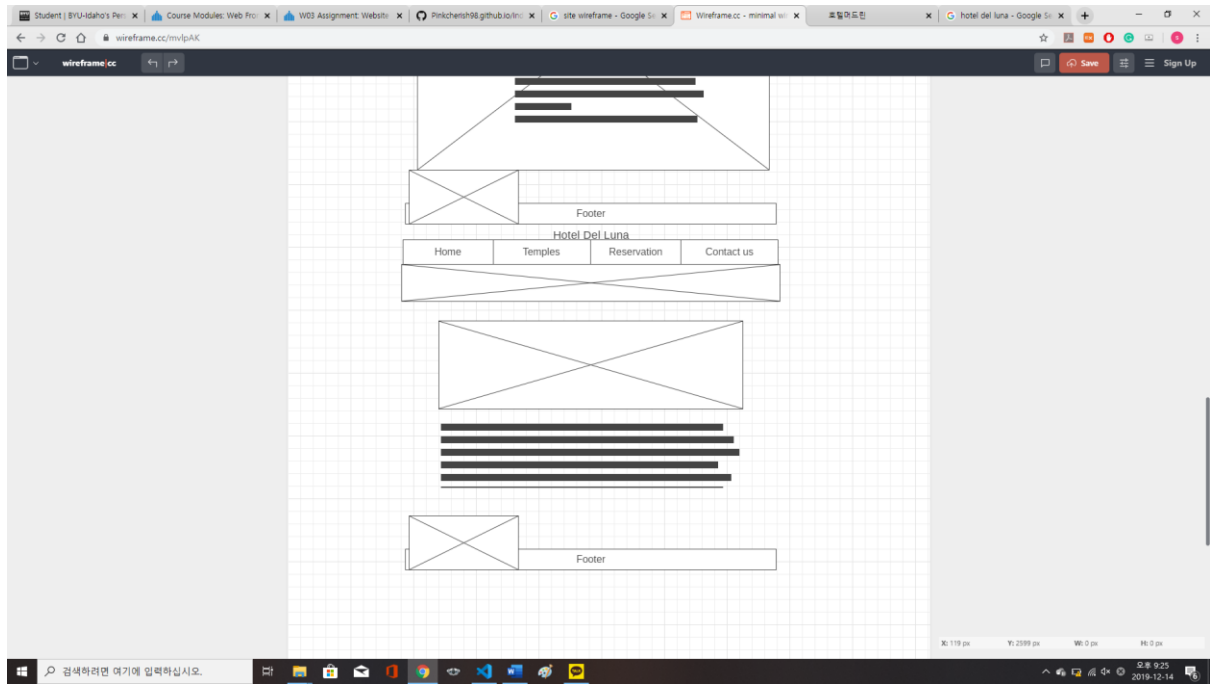 Student | BYU-Idaho's Per
Course Modules: Web Fro
W03 Assignment: Website
Pinkcherish98.github.io/in
site wireframe - Google Se
Wireframe.cc - minimal wi
호텔머드린
hotel del luna - Google Se
wireframe.cc/mvlpAK
wireframe|cc
Save
Sign Up
Footer
Hotel Del Luna
Home
Temples
Reservation
Contact us
Footer
X: 119 px
Y: 2599 px
W: 0 px
H: 0 px
검색하려면 여기에 입력하십시오.
오후 9:25
2019-12-14